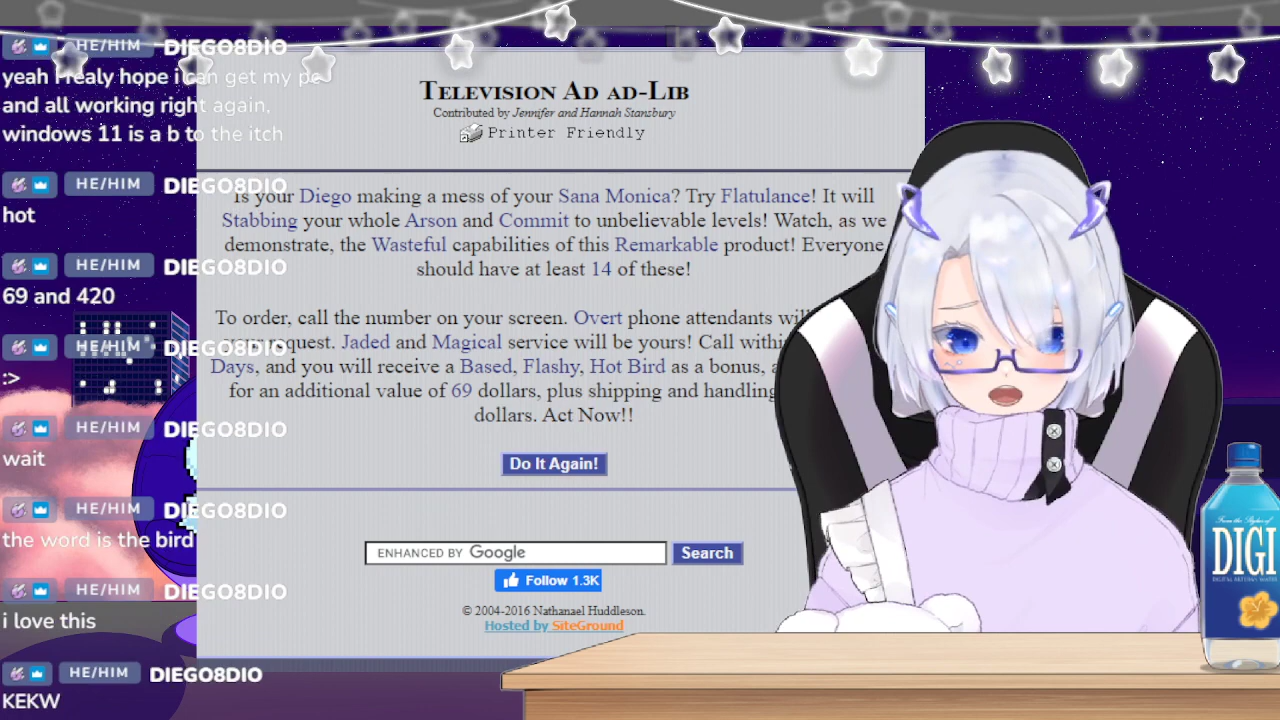 HE/HIM DIEGO8DIO
yeah I realy hope i can get my pc
and all working right again,
windows 11 is a b to the itch
HE/HIM DIEGO8DIO
hot
HE/HIM DIEGO8DIO
69 and 420
HE/HIM DIEGO8DIO
:>
HE/HIM DIEGO8DIO
wait
HE/HIM DIEGO8DIO
the word is the bird
HE/HIM DIEGO8DIO
i love this
HE/HIM DIEGO8DIO
KEKW
Television Ad ad-Lib
Contributed by Jennifer and Hannah Stansbury
Printer Friendly
Is your Diego making a mess of your Sana Monica? Try Flatulance! It will
Stabbing your whole Arson and Commit to unbelievable levels! Watch, as we
demonstrate, the Wasteful capabilities of this Remarkable product! Everyone
should have at least 14 of these!
To order, call the number on your screen. Overt phone attendants will
request. Jaded and Magical service will be yours! Call within
Days, and you will receive a Based, Flashy, Hot Bird as a bonus,
for an additional value of 69 dollars, plus shipping and handling
dollars. Act Now!!
Do It Again!
ENHANCED BY Google
Search
Follow 1.3K
© 2004-2016 Nathanael Huddleson.
Hosted by SiteGround
DIGI